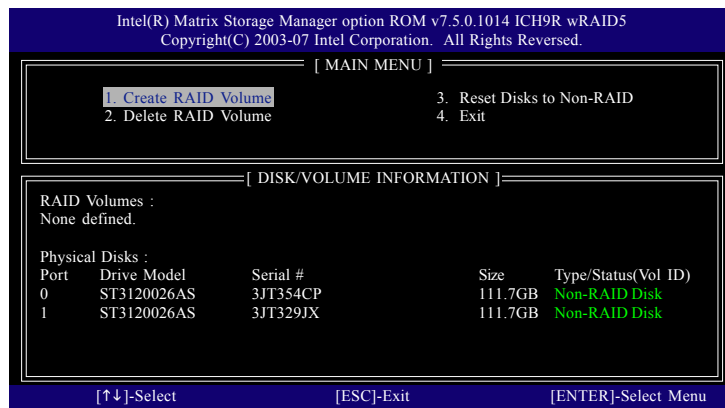 Intel(R) Matrix Storage Manager option ROM v7.5.0.1014 ICH9R wRAID5
Copyright(C) 2003-07 Intel Corporation. All Rights Reversed.
[ MAIN MENU ]
1. Create RAID Volume 3. Reset Disks to Non-RAID
2. Delete RAID Volume 4. Exit
[ DISK/VOLUME INFORMATION ]
RAID Volumes :
None defined.
Physical Disks :
Port Drive Model Serial # Size Type/Status(Vol ID)
0 ST3120026AS 3JT354CP 111.7GB Non-RAID Disk
1 ST3120026AS 3JT329JX 111.7GB Non-RAID Disk
[↑↓]-Select [ESC]-Exit [ENTER]-Select Menu